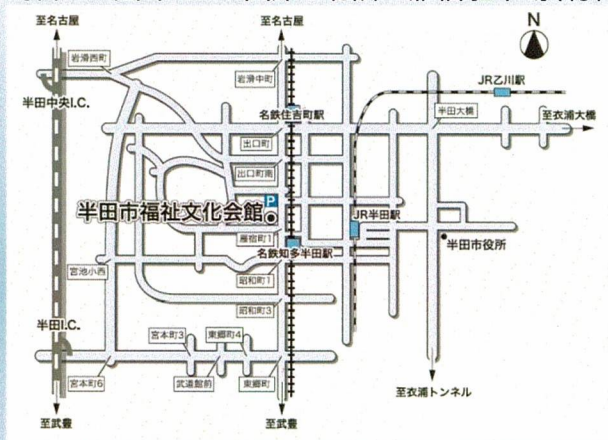 至名古屋
至名古屋
N
岩滑西町
岩滑中町
JR乙川駅
半田中央I.C.
名鉄住吉町駅
半田大橋
至衣浦大橋
出口町
出口町南
P
半田市福祉文化会館
JR半田駅
雁宿町1
半田市役所
名鉄知多半田駅
宮池小西
昭和町1
昭和町3
半田I.C.
宮本町3
東郷町4
宮本町6
武道館前
東郷町
至衣浦トンネル
至武豊
至武豊